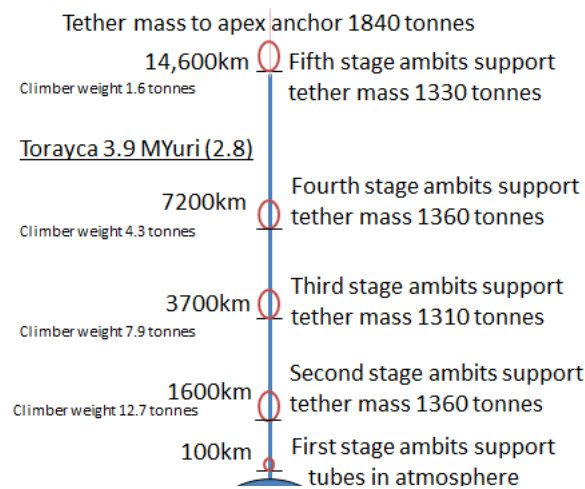 Tether mass to apex anchor 1840 tonnes
14,600km
Fifth stage ambits support
tether mass 1330 tonnes
Climber weight 1.6 tonnes
Torayca 3.9 MYuri (2.8)
7200km
Fourth stage ambits support
tether mass 1360 tonnes
Climber weight 4.3 tonnes
3700km
Third stage ambits support
tether mass 1310 tonnes
Climber weight 7.9 tonnes
1600km
Second stage ambits support
tether mass 1360 tonnes
Climber weight 12.7 tonnes
100km
First stage ambits support
tubes in atmosphere